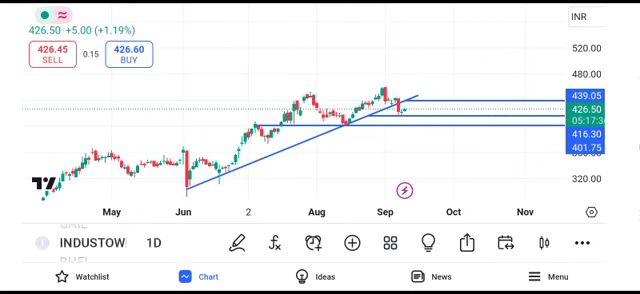 INR
426.50 +5.00 (+1.19%)
426.45
SELL
0.15
426.60
BUY
520.00
480.00
439.05
426.50
05:17:3
416.30
401.75
320.00
May
Jun
2
Aug
Sep
Oct
Nov
INDUSTOW
1D
Watchlist
Chart
Ideas
News
Menu